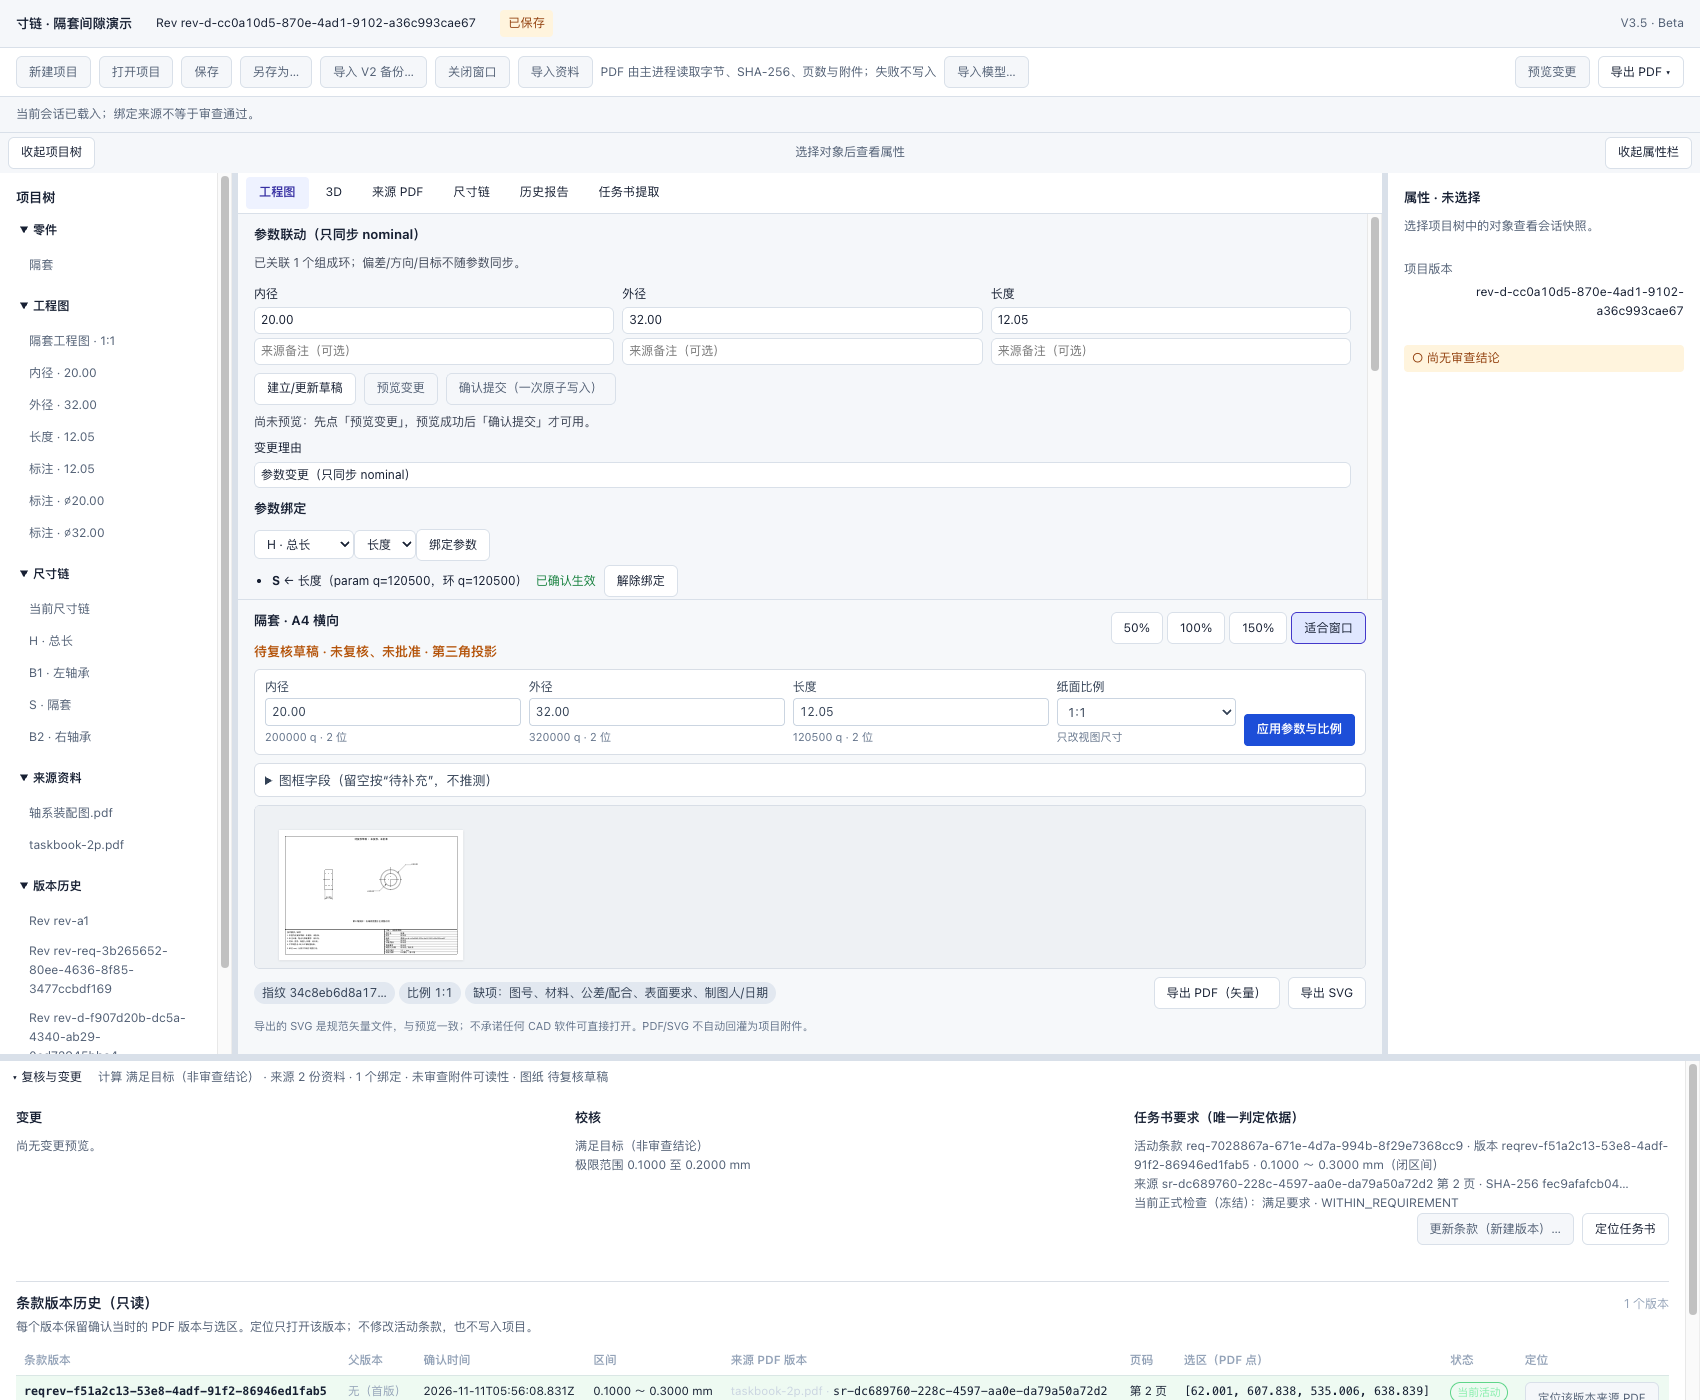 寸链 · 隔套间隙演示 Rev rev-d-cc0a10d5-870e-4ad1-9102-a36c993cae67 已保存 V3.5 · Beta
新建项目 打开项目 保存 另存为... 导入 V2 备份... 关闭窗口 导入资料 PDF 由主进程读取字节、SHA-256、页数与附件；失败不写入 导入模型... 预览变更 导出 PDF ▾
当前会话已载入；绑定来源不等于审查通过。
收起项目树 选择对象后查看属性 收起属性栏
项目树
▼ 零件
隔套
▼ 工程图
隔套工程图 · 1:1
内径 · 20.00
外径 · 32.00
长度 · 12.05
标注 · 12.05
标注 · ⌀20.00
标注 · ⌀32.00
▼ 尺寸链
当前尺寸链
H · 总长
B1 · 左轴承
S · 隔套
B2 · 右轴承
▼ 来源资料
轴系装配图.pdf
taskbook-2p.pdf
▼ 版本历史
Rev rev-a1
Rev rev-req-3b265652-
80ee-4636-8f85-
3477ccbdf169
Rev rev-d-f907d20b-dc5a-
4340-ab29-
工程图 3D 来源 PDF 尺寸链 历史报告 任务书提取
参数联动（只同步 nominal）
已关联 1 个组成环；偏差/方向/目标不随参数同步。
内径 外径 长度
20.00 32.00 12.05
来源备注（可选） 来源备注（可选） 来源备注（可选）
建立/更新草稿 预览变更 确认提交（一次原子写入）
尚未预览：先点「预览变更」，预览成功后「确认提交」才可用。
变更理由
参数变更（只同步 nominal）
参数绑定
H · 总长 长度 绑定参数
• S ← 长度（param q=120500，环 q=120500） 已确认生效 解除绑定
隔套 · A4 横向 50% 100% 150% 适合窗口
待复核草稿 · 未复核、未批准 · 第三角投影
内径 外径 长度 纸面比例
20.00 32.00 12.05 1:1 应用参数与比例
200000 q · 2 位 320000 q · 2 位 120500 q · 2 位 只改视图尺寸
▶ 图框字段（留空按“待补充”，不推测）
指纹 34c8eb6d8a17... 比例 1:1 缺项：图号、材料、公差/配合、表面要求、制图人/日期 导出 PDF（矢量） 导出 SVG
导出的 SVG 是规范矢量文件，与预览一致；不承诺任何 CAD 软件可直接打开。PDF/SVG 不自动回灌为项目附件。
属性 · 未选择
选择项目树中的对象查看会话快照。
项目版本
rev-d-cc0a10d5-870e-4ad1-9102-
a36c993cae67
○ 尚无审查结论
▾ 复核与变更 计算 满足目标（非审查结论） · 来源 2 份资料 · 1 个绑定 · 未审查附件可读性 · 图纸 待复核草稿
变更
尚无变更预览。
校核
满足目标（非审查结论）
极限范围 0.1000 至 0.2000 mm
任务书要求（唯一判定依据）
活动条款 req-7028867a-671e-4d7a-994b-8f29e7368cc9 · 版本 reqrev-f51a2c13-53e8-4adf-
91f2-86946ed1fab5 · 0.1000 ～ 0.3000 mm（闭区间）
来源 sr-dc689760-228c-4597-aa0e-da79a50a72d2 第 2 页 · SHA-256 fec9afafcb04...
当前正式检查（冻结）：满足要求 · WITHIN_REQUIREMENT
更新条款（新建版本）... 定位任务书
条款版本历史（只读） 1 个版本
每个版本保留确认当时的 PDF 版本与选区。定位只打开该版本；不修改活动条款，也不写入项目。
条款版本 父版本 确认时间 区间 来源 PDF 版本 页码 选区（PDF 点） 状态 定位
reqrev-f51a2c13-53e8-4adf-91f2-86946ed1fab5 无（首版） 2026-11-11T05:56:08.831Z 0.1000 ～ 0.3000 mm taskbook-2p.pdf · sr-dc689760-228c-4597-aa0e-da79a50a72d2 第 2 页 [62.001, 607.838, 535.006, 638.839] 当前活动 定位该版本来源 PDF